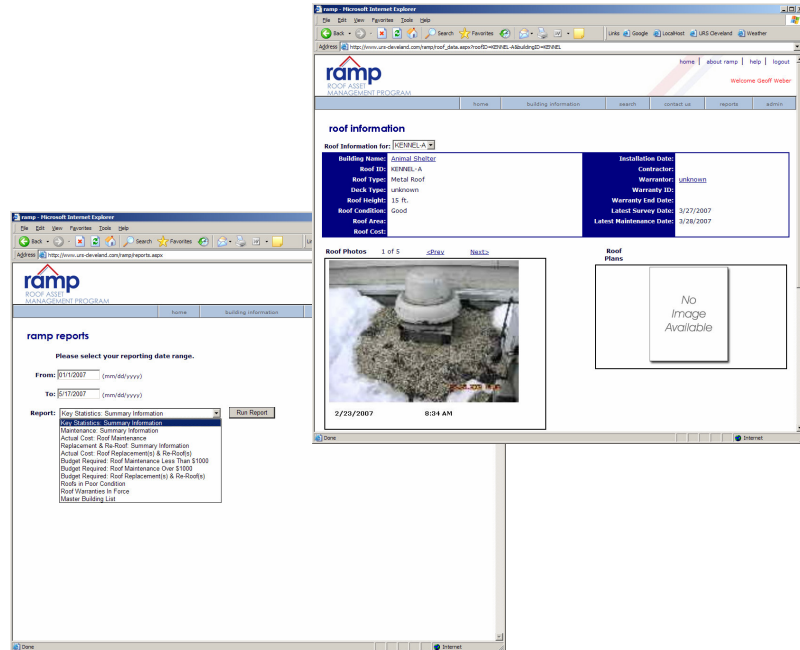 ramp - Microsoft Internet Explorer
File Edit View Favorites Tools Help
Back Search Favorites Links Google LocalHost URS Cleveland Weather
Address http://www.urs-cleveland.com/ramp/roof_data.aspx?roofID=KENNEL-A&buildingID=KENNEL
ramp
ROOF ASSET
MANAGEMENT PROGRAM
home | about ramp | help | logout
Welcome Geoff Weber
home building information search contact us reports admin
roof information
Roof Information for: KENNEL-A
Building Name: Animal Shelter Installation Date:
Roof ID: KENNEL-A Contractor:
Roof Type: Metal Roof Warrantor: unknown
Deck Type: unknown Warranty ID:
Roof Height: 15 ft. Warranty End Date:
Roof Condition: Good Latest Survey Date: 3/27/2007
Roof Area: Latest Maintenance Date: 3/28/2007
Roof Cost:
Roof Photos 1 of 5 <Prev Next> Roof
Plans
No
Image
Available
2/23/2007 8:34 AM
Done Internet
ramp - Microsoft Internet Explorer
File Edit View Favorites Tools Help
Back Search Favorites
Address http://www.urs-cleveland.com/ramp/reports.aspx
ramp
ROOF ASSET
MANAGEMENT PROGRAM
home building information
ramp reports
Please select your reporting date range.
From: 01/1/2007 (mm/dd/yyyy)
To: 5/17/2007 (mm/dd/yyyy)
Report: Key Statistics: Summary Information Run Report
Key Statistics: Summary Information
Maintenance: Summary Information
Actual Cost: Roof Maintenance
Replacement & Re-Roof: Summary Information
Actual Cost: Roof Replacement(s) & Re-Roof(s)
Budget Required: Roof Maintenance Less Than $1000
Budget Required: Roof Maintenance Over $1000
Budget Required: Roof Replacement(s) & Re-Roof(s)
Roofs in Poor Condition
Roof Warranties In Force
Master Building List
Done Internet